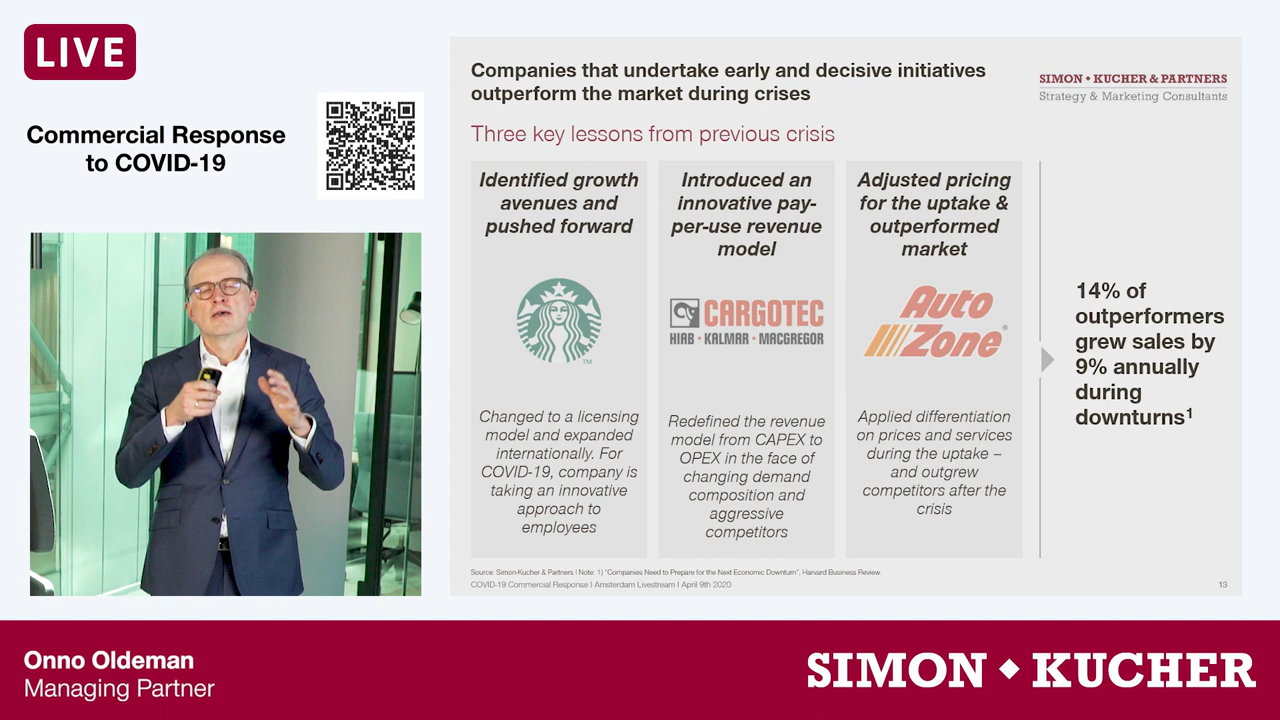 LIVE
Commercial Response
to COVID-19
Companies that undertake early and decisive initiatives
outperform the market during crises
SIMON • KUCHER & PARTNERS
Strategy & Marketing Consultants
Three key lessons from previous crisis
Identified growth
avenues and
pushed forward
TM
Changed to a licensing
model and expanded
internationally. For
COVID-19, company is
taking an innovative
approach to
employees
Introduced an
innovative pay-
per-use revenue
model
CARGOTEC
HIAB • KALMAR • MACGREGOR
Redefined the revenue
model from CAPEX to
OPEX in the face of
changing demand
composition and
aggressive
competitors
Adjusted pricing
for the uptake &
outperformed
market
Auto
Zone®
Applied differentiation
on prices and services
during the uptake –
and outgrew
competitors after the
crisis
14% of
outperformers
grew sales by
9% annually
during
downturns¹
Source: Simon-Kucher & Partners | Note: 1) "Companies Need to Prepare for the Next Economic Downturn", Harvard Business Review.
COVID-19 Commercial Response | Amsterdam Livestream | April 9th 2020
13
Onno Oldeman
Managing Partner
SIMON ◆ KUCHER